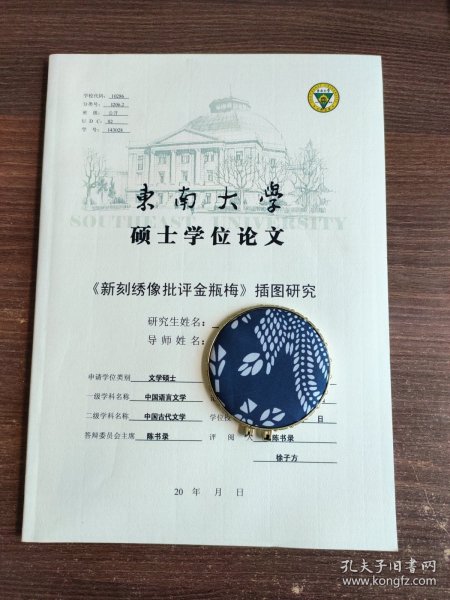 学校代码: 10286
分类号: I206.2
密 级: 公开
U D C: 82
学 号: 143024
東南大學
SOUTHEAST UNIVERSITY
硕士学位论文
《新刻绣像批评金瓶梅》插图研究
研究生姓名:
导师姓名:
申请学位类别 文学硕士
一级学科名称 中国语言文学
二级学科名称 中国古代文学 学位授 日
答辩委员会主席 陈书录 评阅人 陈书录
徐子方
20 年 月 日
孔夫子旧书网
www.kongfz.com